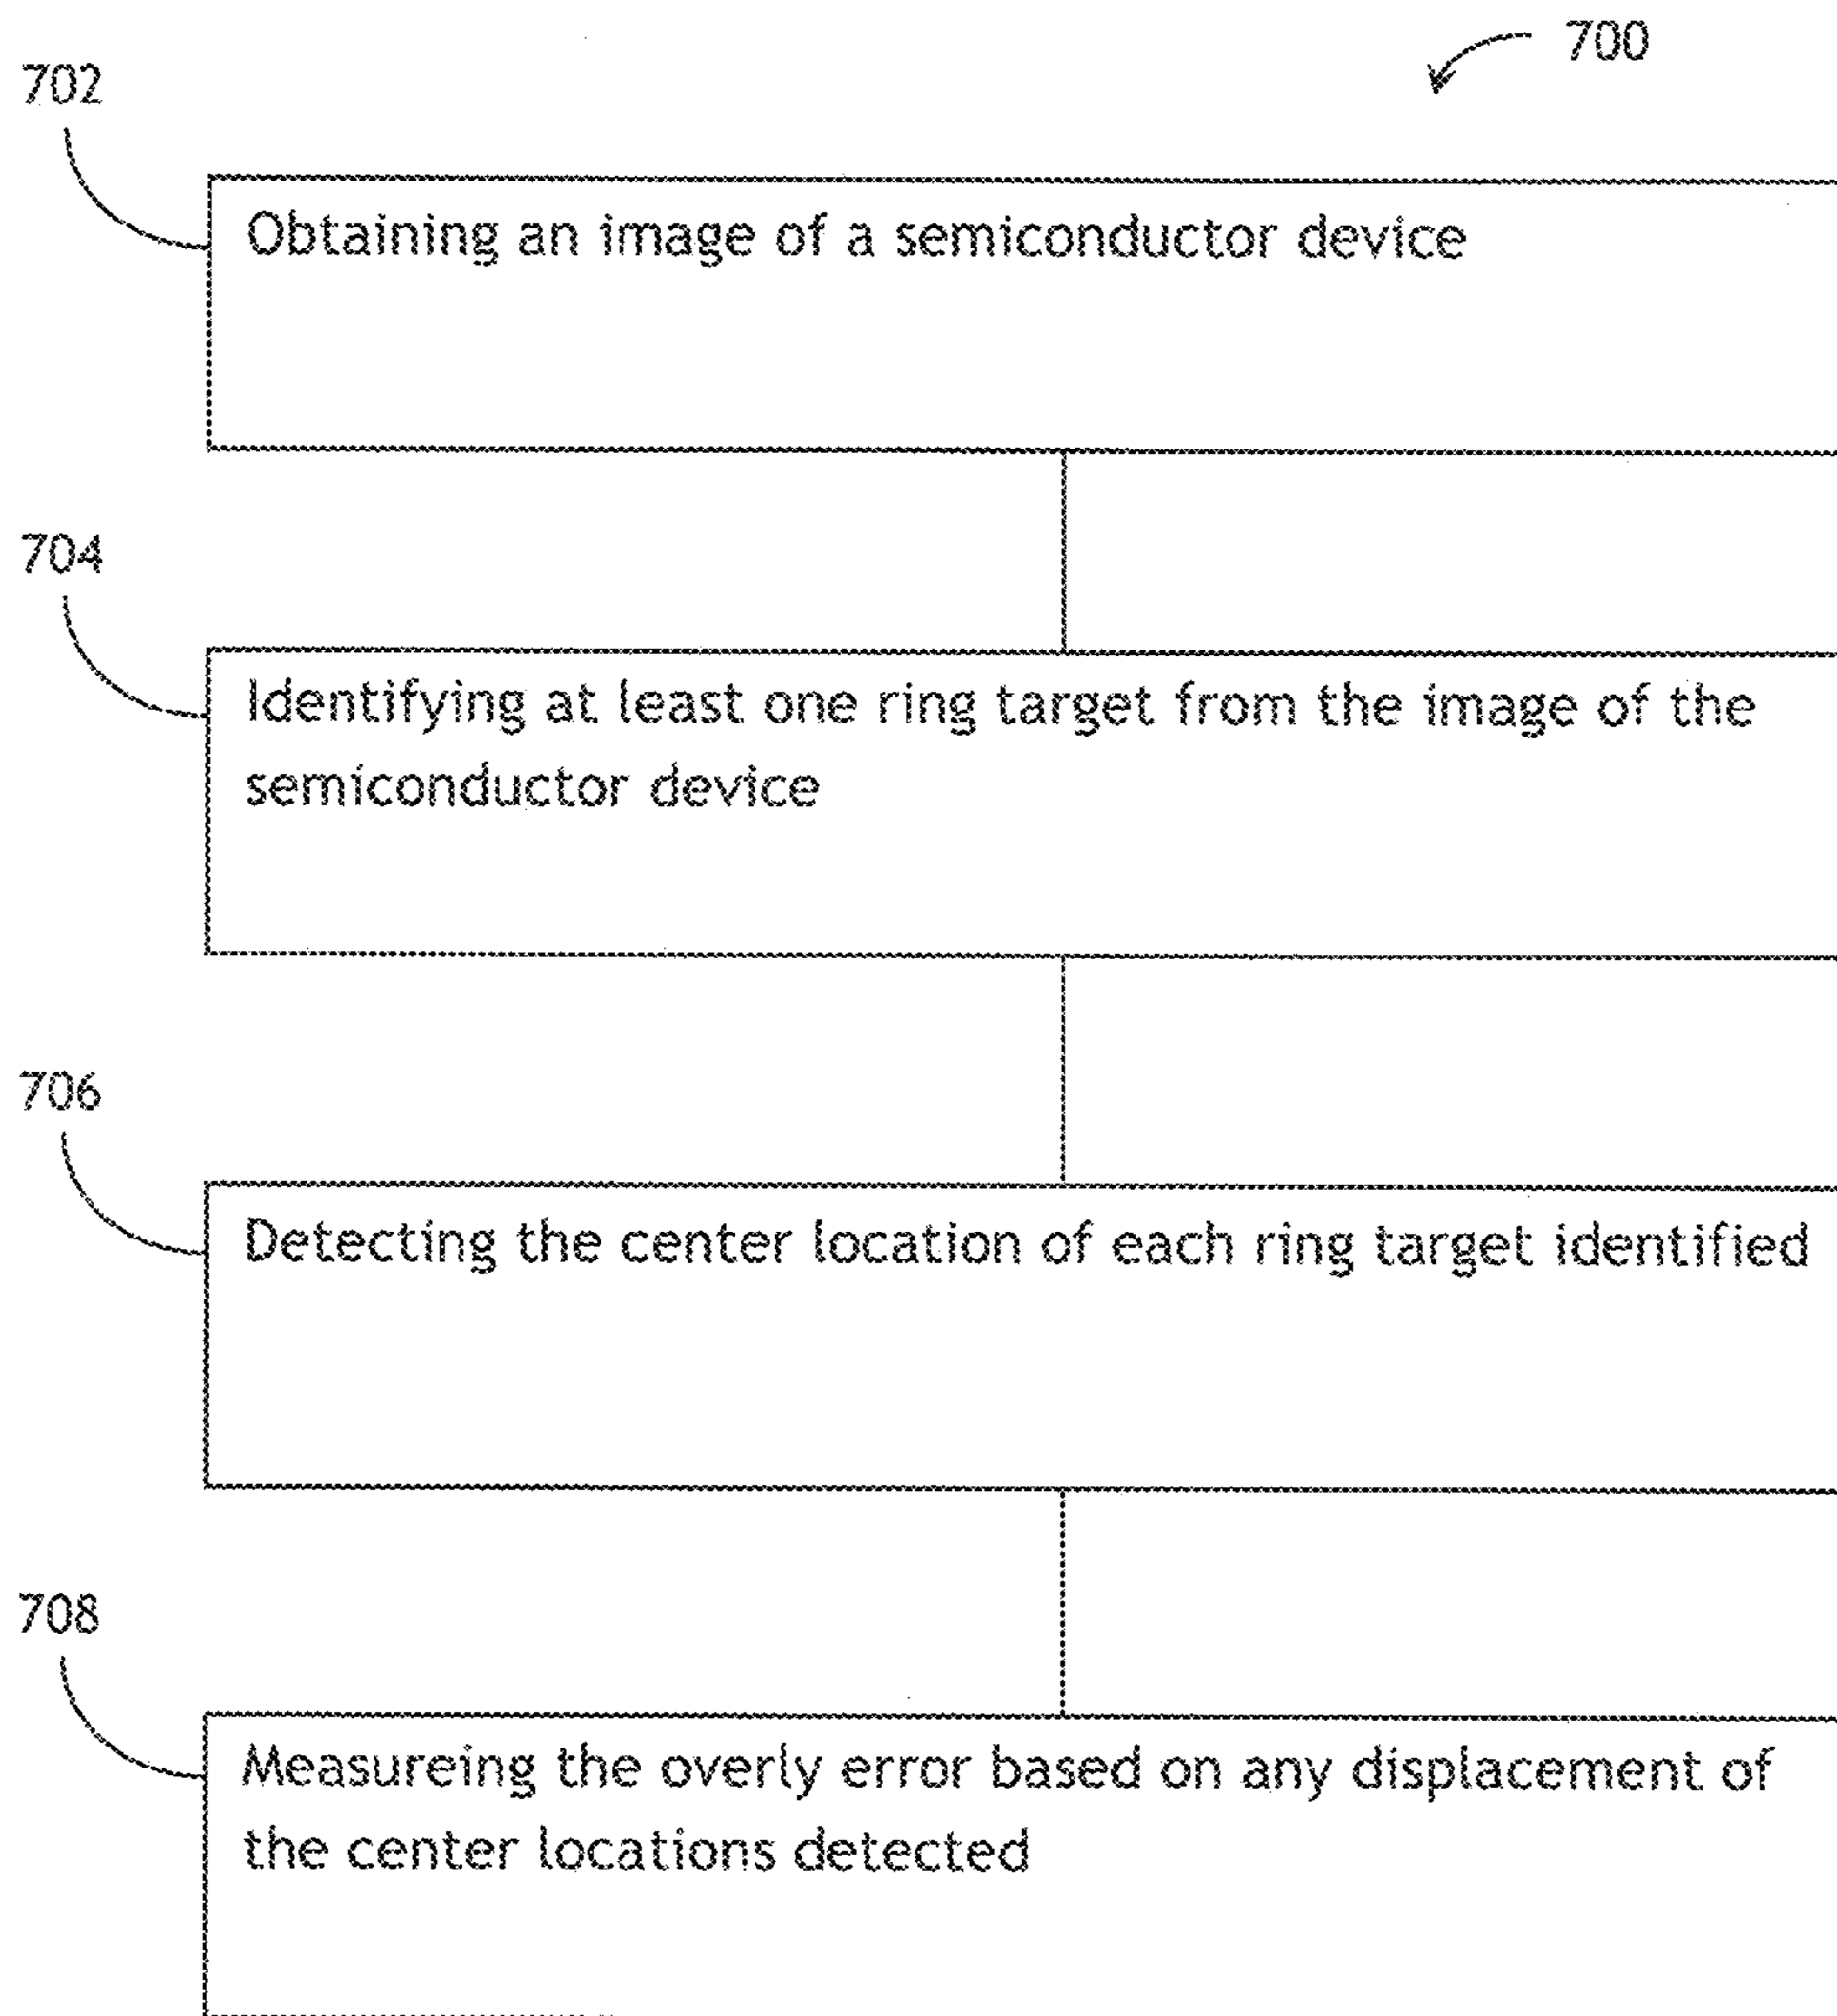 700
702
Obtaining an image of a semiconductor device
704
Identifying at least one ring target from the image of the
semiconductor device
706
Detecting the center location of each ring target identified
708
Measureing the overly error based on any displacement of
the center locations detected